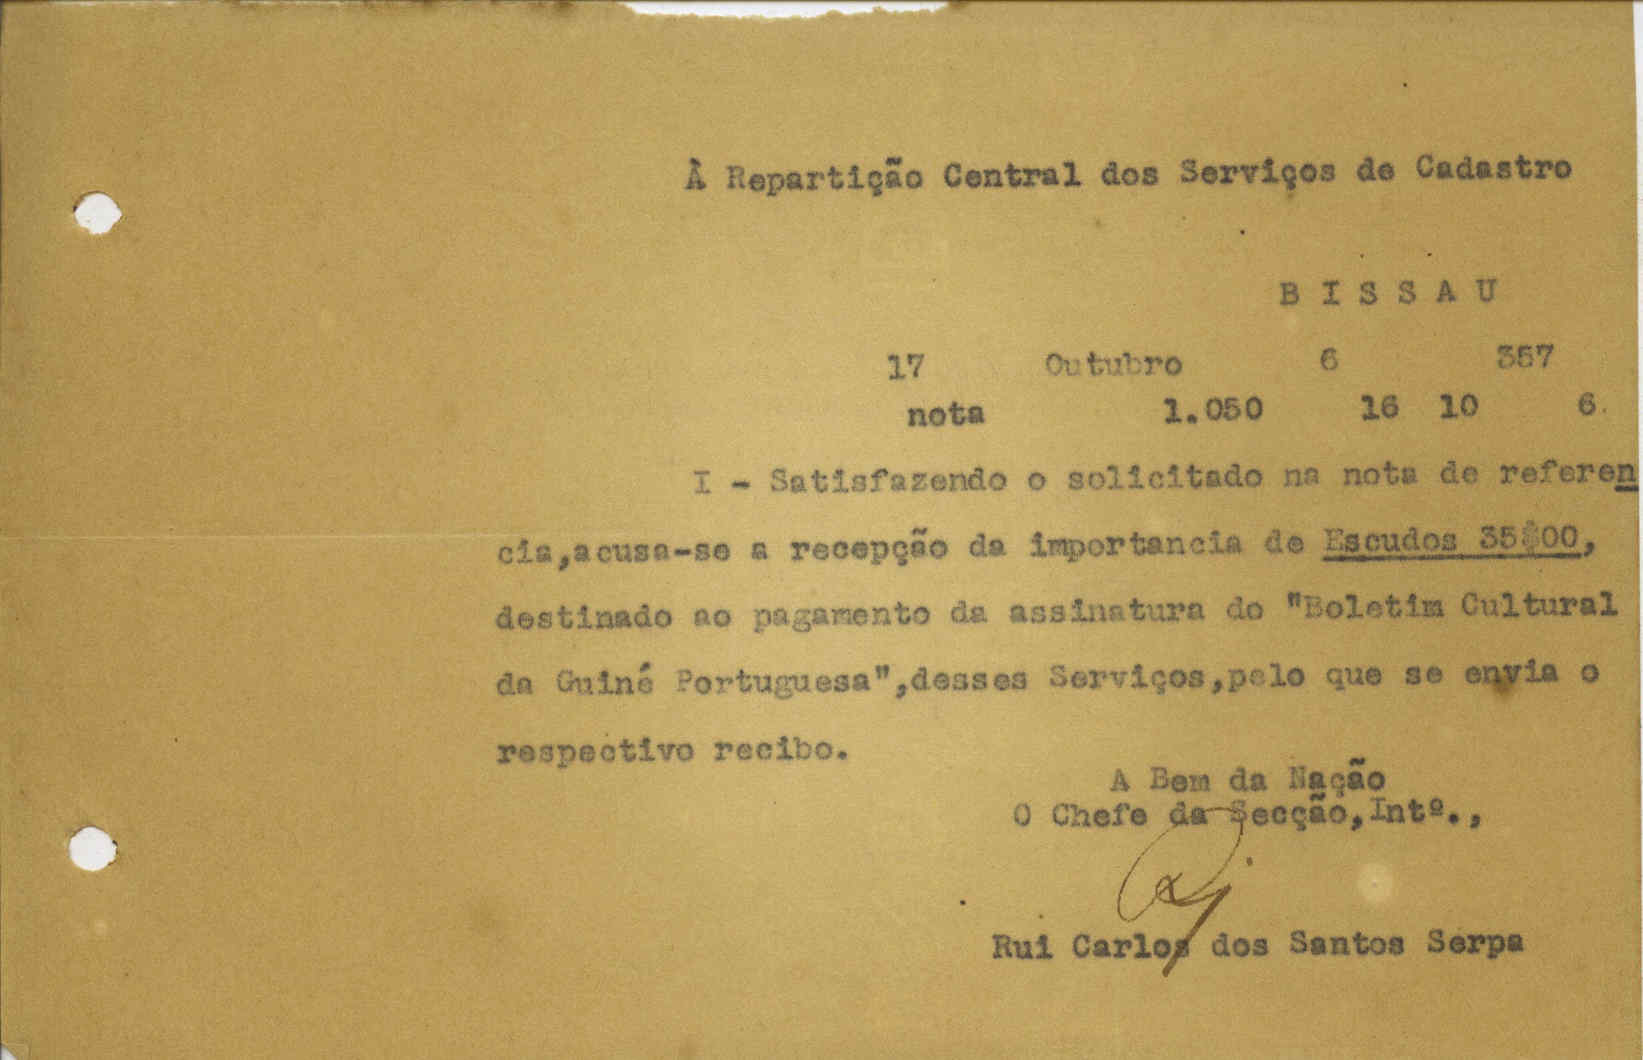 À Repartição Central dos Serviços de Cadastro
B I S S A U
17 Outubro 6 357
nota 1.050 16 10 6.
I - Satisfazendo o solicitado na nota de referen
cia,acusa-se a recepção da importancia de Escudos 35$00,
destinado ao pagamento da assinatura do "Boletim Cultural
da Guiné Portuguesa",desses Serviços,pelo que se envia o
respectivo recibo.
A Bem da Nação
O Chefe da Secção,Intº.,
Rui Carlos dos Santos Serpa